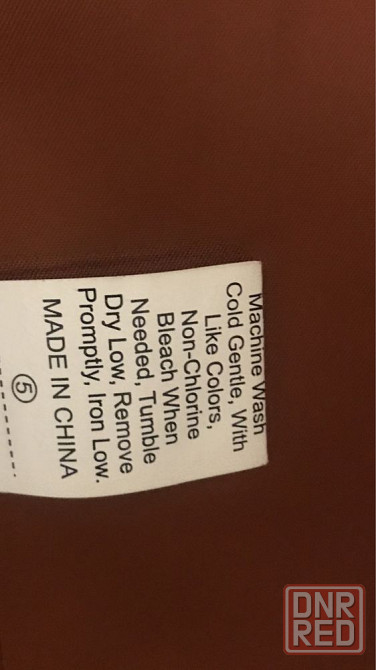 Machine Wash
Cold Gentle, With
Like Colors,
Non-Chlorine
Bleach When
Needed, Tumble
Dry Low, Remove
Promptly, Iron Low.
MADE IN CHINA
5
DNR
RED